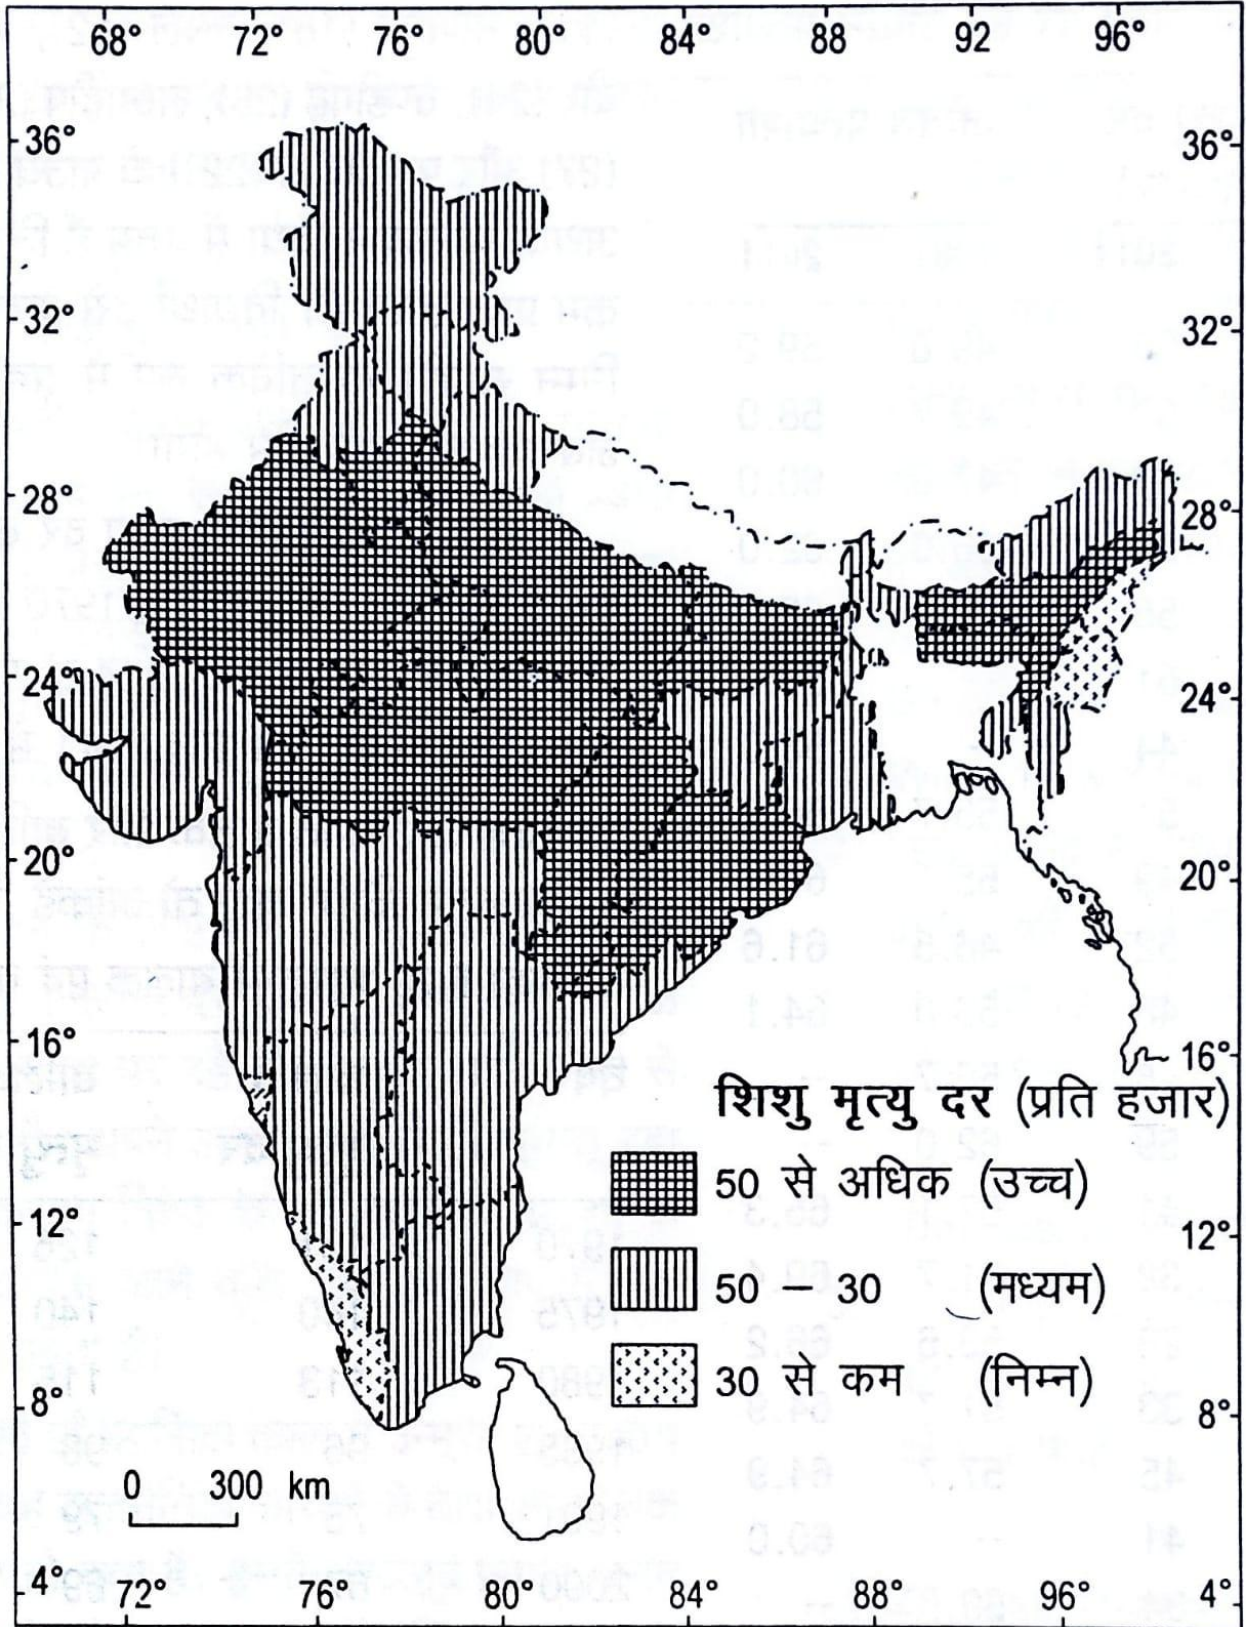 68° 72° 76° 80° 84° 88° 92° 96°
36° 36°
32° 32°
28° 28°
24° 24°
20° 20°
16° 16°
शिशु मृत्यु दर (प्रति हजार)
50 से अधिक (उच्च)
12° 12°
50 – 30 (मध्यम)
30 से कम (निम्न)
8° 8°
0 300 km
4° 72° 76° 80° 84° 88° 96° 4°